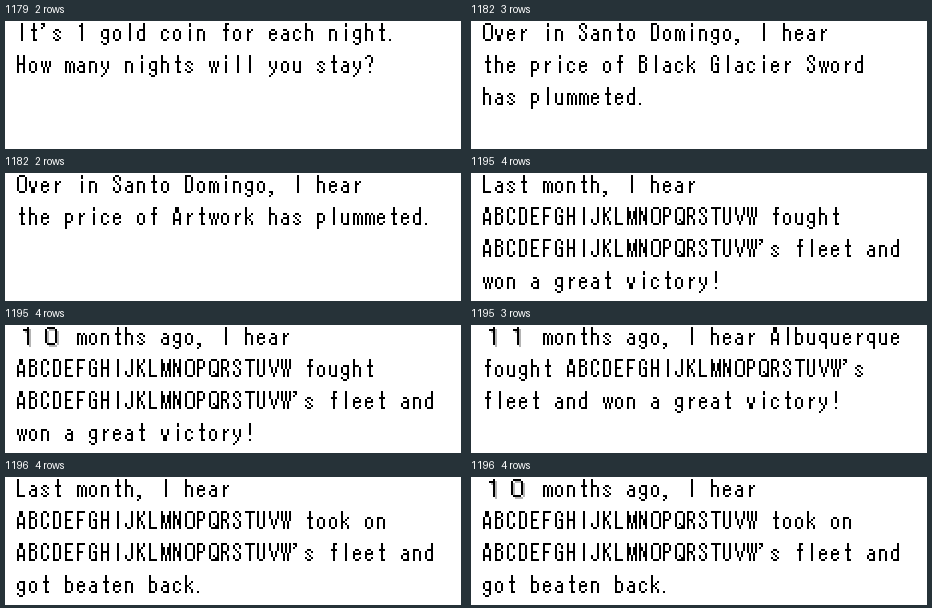 1179 2 rows
It's 1 gold coin for each night.
How many nights will you stay?
1182 3 rows
Over in Santo Domingo, I hear
the price of Black Glacier Sword
has plummeted.
1182 2 rows
Over in Santo Domingo, I hear
the price of Artwork has plummeted.
1195 4 rows
Last month, I hear
ABCDEFGHIJKLMNOPQRSTUVW fought
ABCDEFGHIJKLMNOPQRSTUVW's fleet and
won a great victory!
1195 4 rows
10 months ago, I hear
ABCDEFGHIJKLMNOPQRSTUVW fought
ABCDEFGHIJKLMNOPQRSTUVW's fleet and
won a great victory!
1195 3 rows
11 months ago, I hear Albuquerque
fought ABCDEFGHIJKLMNOPQRSTUVW's
fleet and won a great victory!
1196 4 rows
Last month, I hear
ABCDEFGHIJKLMNOPQRSTUVW took on
ABCDEFGHIJKLMNOPQRSTUVW's fleet and
got beaten back.
1196 4 rows
10 months ago, I hear
ABCDEFGHIJKLMNOPQRSTUVW took on
ABCDEFGHIJKLMNOPQRSTUVW's fleet and
got beaten back.